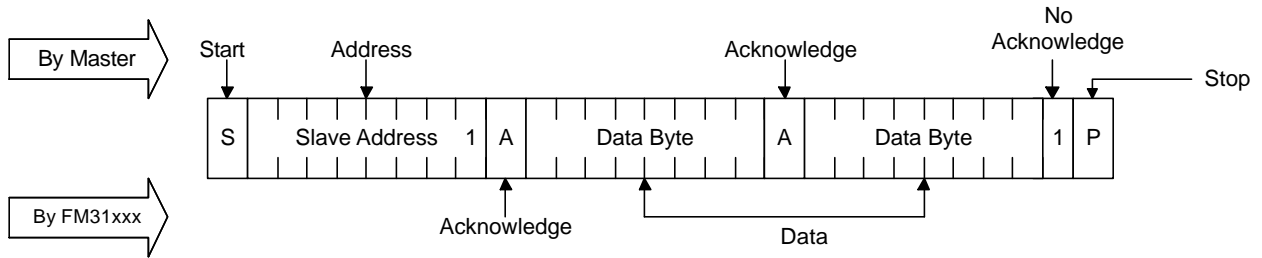 No
Acknowledge
By Master
Start
Address
Acknowledge
Stop
S
Slave Address 1
A
Data Byte
A
Data Byte
1
P
By FM31xxx
Acknowledge
Data